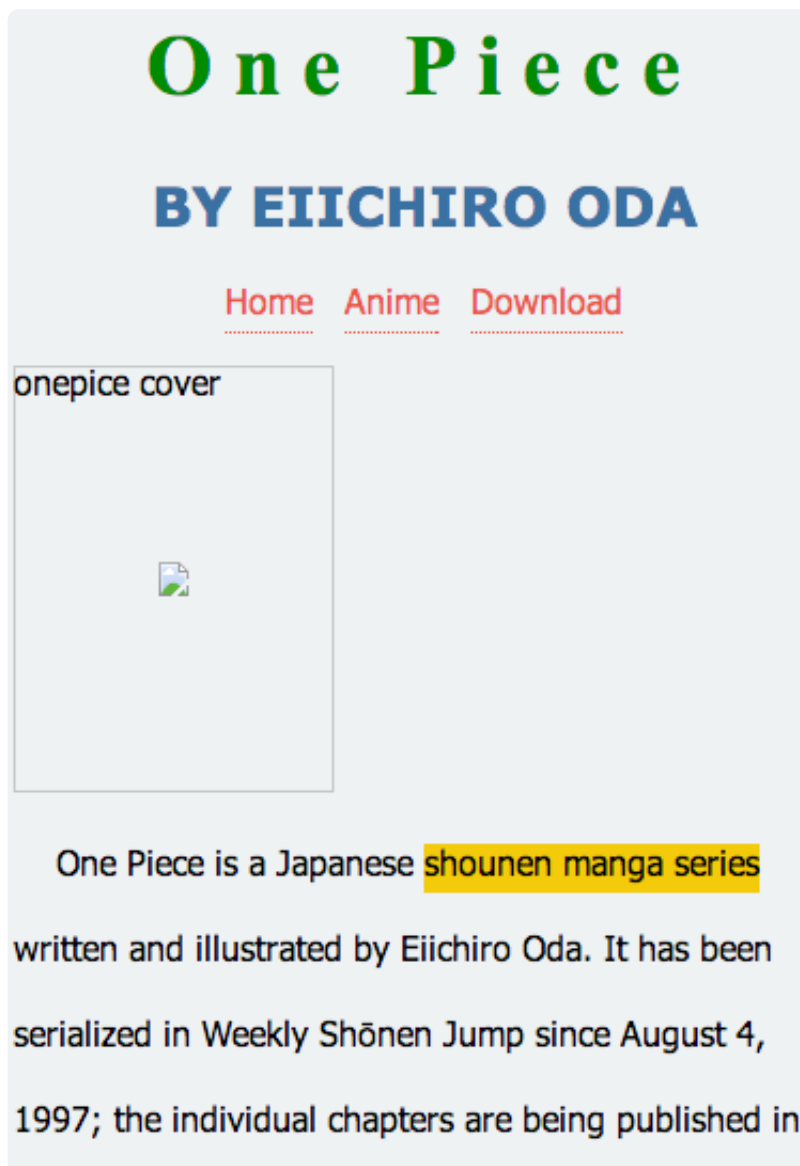 One Piece
BY EIICHIRO ODA
Home Anime Download
onepice cover
One Piece is a Japanese shounen manga series
written and illustrated by Eiichiro Oda. It has been
serialized in Weekly Shōnen Jump since August 4,
1997; the individual chapters are being published in